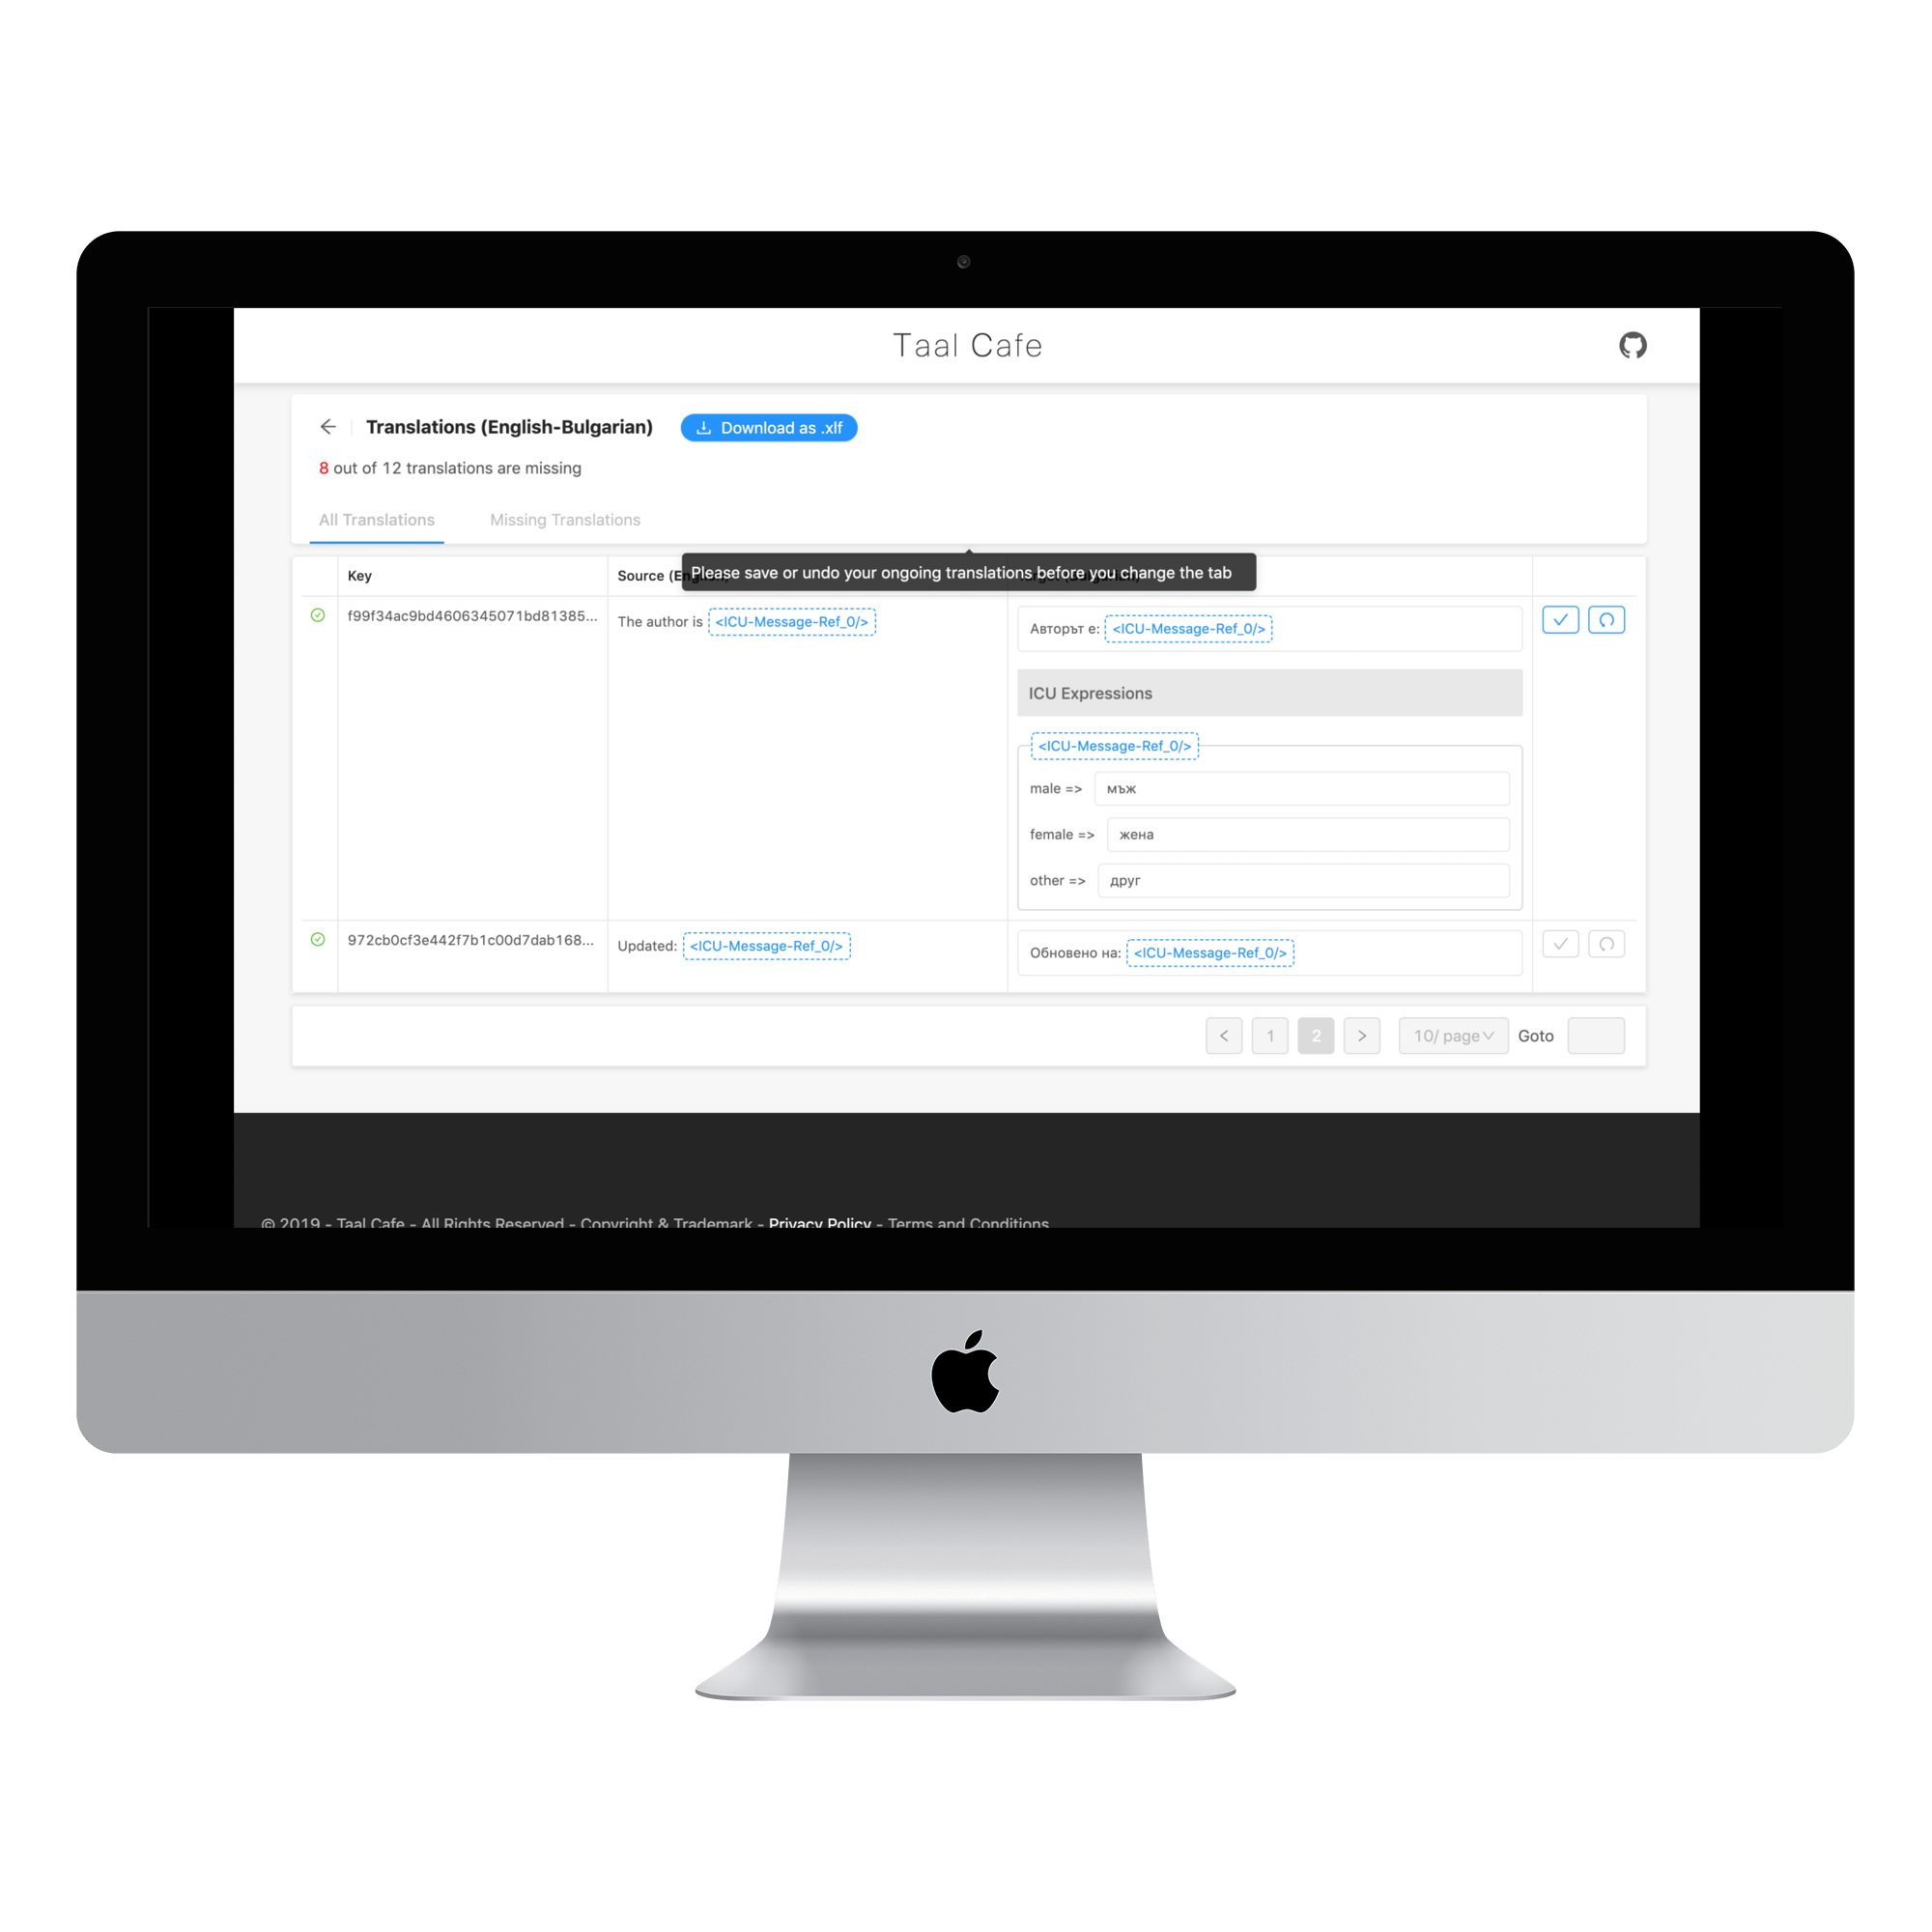 Taal Cafe
Translations (English-Bulgarian)
Download as .xlf
8 out of 12 translations are missing
All Translations
Missing Translations
Please save or undo your ongoing translations before you change the tab
Key
Source
f99f34ac9bd4606345071bd81385...
The author is <ICU-Message-Ref_0/>
Авторът е: <ICU-Message-Ref_0/>
ICU Expressions
<ICU-Message-Ref_0/>
male => мъж
female => жена
other => друг
972cb0cf3e442f7b1c00d7dab168...
Updated: <ICU-Message-Ref_0/>
Обновено на: <ICU-Message-Ref_0/>
< 1 2 > 10/ page Goto
© 2019 - Taal Cafe - All Rights Reserved - Copyright & Trademark - Privacy Policy - Terms and Conditions